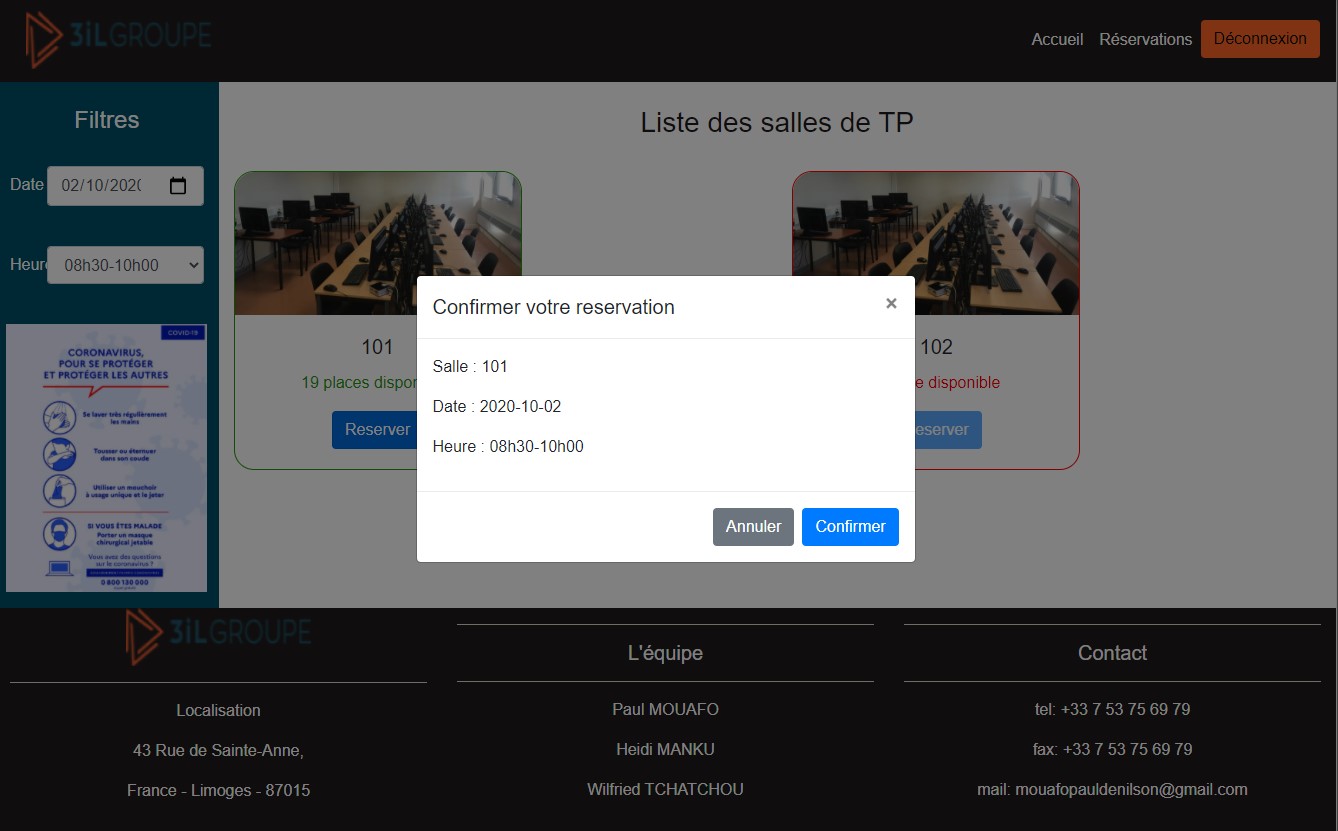 3iLGROUPE
Accueil
Réservations
Déconnexion
Filtres
Date
02/10/202
Heure
08h30-10h00
COVID-19
CORONAVIRUS,
POUR SE PROTÉGER
ET PROTÉGER LES AUTRES
Se laver très régulièrement
les mains
Tousser ou éternuer
dans son coude
Utiliser un mouchoir
à usage unique et le jeter
SI VOUS ÊTES MALADE
Porter un masque
chirurgical jetable
Vous avez des questions
sur le coronavirus ?
0 800 130 000
Liste des salles de TP
101
19 places dispon
Reserver
102
e disponible
eserver
Confirmer votre reservation
×
Salle : 101
Date : 2020-10-02
Heure : 08h30-10h00
Annuler
Confirmer
3iLGROUPE
Localisation
43 Rue de Sainte-Anne,
France - Limoges - 87015
L'équipe
Paul MOUAFO
Heidi MANKU
Wilfried TCHATCHOU
Contact
tel: +33 7 53 75 69 79
fax: +33 7 53 75 69 79
mail: mouafopauldenilson@gmail.com